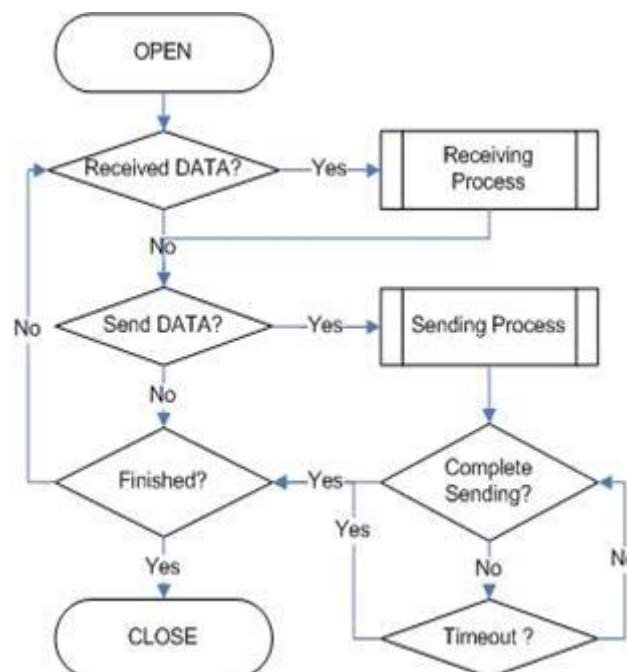 OPEN
Received DATA?
Yes
Receiving
Process
No
Send DATA?
Yes
Sending Process
No
No
Finished?
Yes
Complete
Sending?
Yes
No
No
Yes
CLOSE
Timeout ?